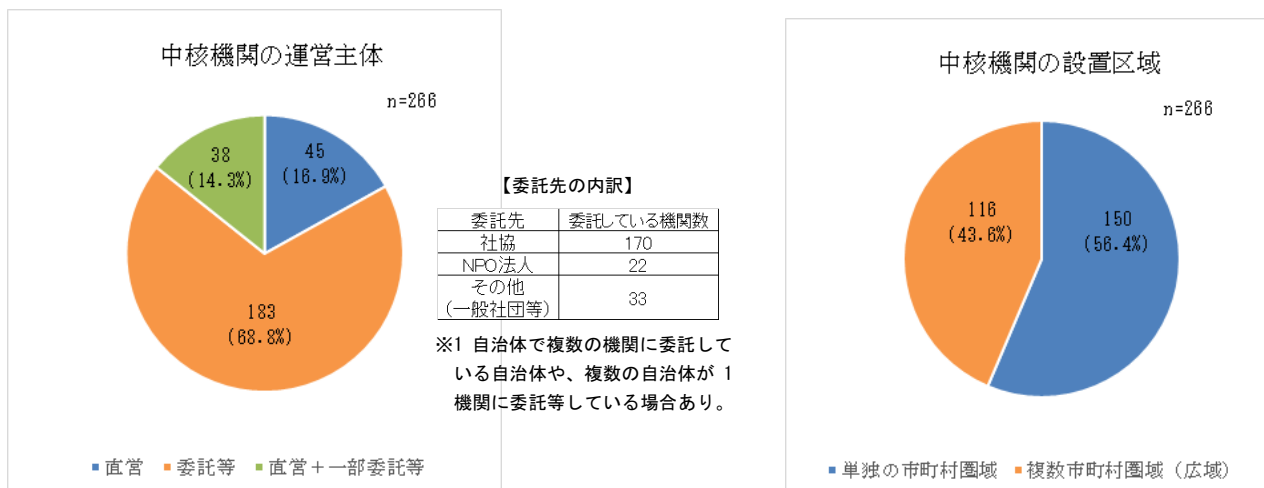 中核機関の運営主体
n=266
45
(16.9%)
38
(14.3%)
183
(68.8%)
■直営 ■委託等 ■直営＋一部委託等
【委託先の内訳】
委託先 委託している機関数
社協 170
NPO法人 22
その他
(一般社団等) 33
※1 自治体で複数の機関に委託して
いる自治体や、複数の自治体が 1
機関に委託等している場合あり。
中核機関の設置区域
n=266
116
(43.6%)
150
(56.4%)
■単独の市町村圏域 ■複数市町村圏域（広域）